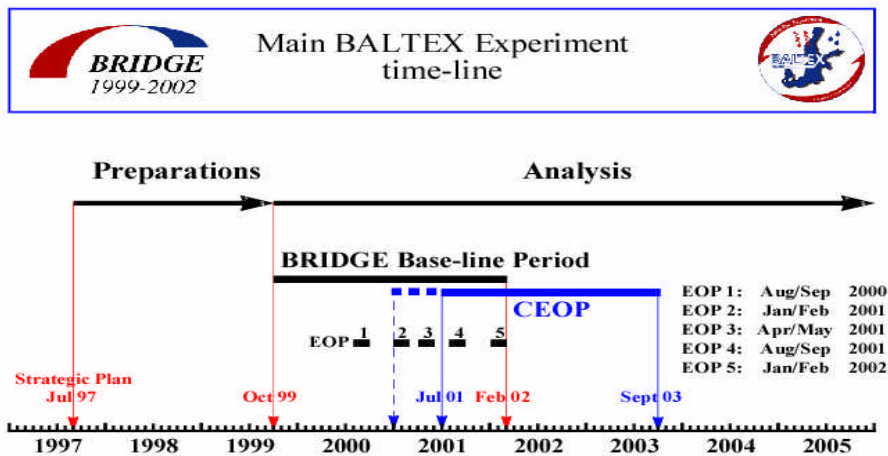 BRIDGE
1999-2002
Main BALTEX Experiment
time-line
BALTEX
Preparations
Analysis
BRIDGE Base-line Period
CEOP
EOP 1: Aug/Sep 2000
EOP 2: Jan/Feb 2001
EOP 3: Apr/May 2001
EOP 4: Aug/Sep 2001
EOP 5: Jan/Feb 2002
EOP 1 2 3 4 5
Strategic Plan
Jul 97
Oct 99
Jul 01
Feb 02
Sept 03
1997 1998 1999 2000 2001 2002 2003 2004 2005